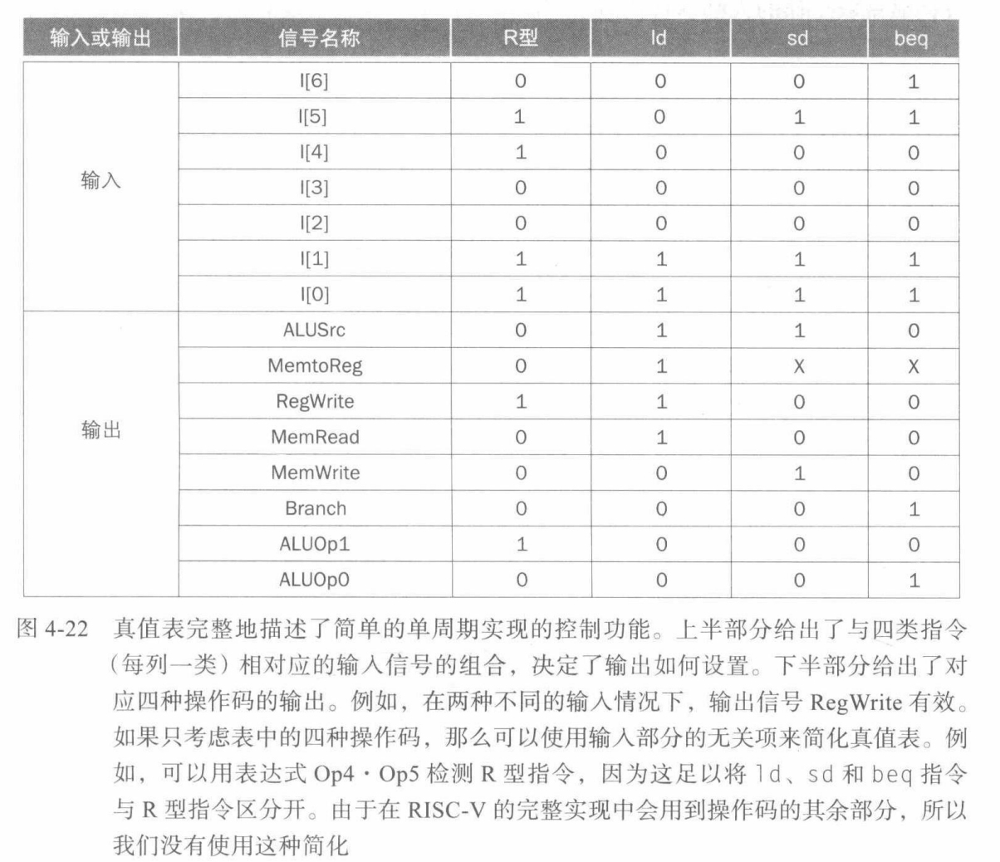 输入或输出 信号名称 R型 ld sd beq
输入 I[6] 0 0 0 1
I[5] 1 0 1 1
I[4] 1 0 0 0
I[3] 0 0 0 0
I[2] 0 0 0 0
I[1] 1 1 1 1
I[0] 1 1 1 1
输出 ALUSrc 0 1 1 0
MemtoReg 0 1 X X
RegWrite 1 1 0 0
MemRead 0 1 0 0
MemWrite 0 0 1 0
Branch 0 0 0 1
ALUOp1 1 0 0 0
ALUOp0 0 0 0 1
图 4-22 真值表完整地描述了简单的单周期实现的控制功能。上半部分给出了与四类指令
(每列一类)相对应的输入信号的组合，决定了输出如何设置。下半部分给出了对
应四种操作码的输出。例如，在两种不同的输入情况下，输出信号 RegWrite 有效。
如果只考虑表中的四种操作码，那么可以使用输入部分的无关项来简化真值表。例
如，可以用表达式 Op4·Op5 检测 R 型指令，因为这足以将 ld、sd 和 beq 指令
与 R 型指令区分开。由于在 RISC-V 的完整实现中会用到操作码的其余部分，所以
我们没有使用这种简化